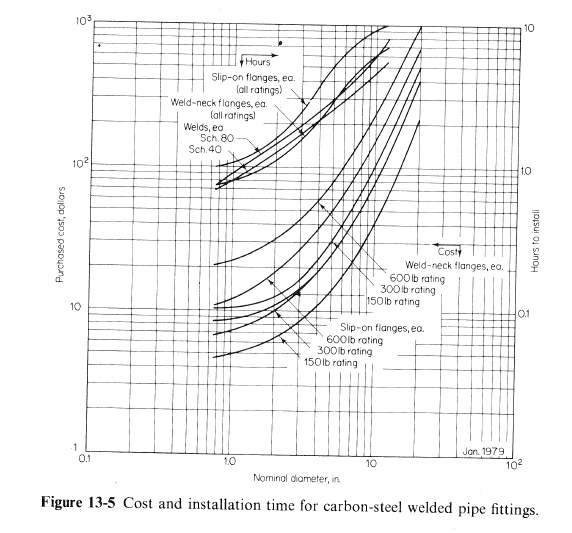 10³
10²
10
1
Purchased cost, dollars
Hours
Slip-on flanges, ea.
(all ratings)
Weld-neck flanges, ea.
(all ratings)
Welds, ea
Sch. 80
Sch. 40
10
1.0
0.1
Hours to install
Cost
Weld-neck flanges, ea.
600 lb rating
300 lb rating
150 lb rating
Slip-on flanges, ea.
600 lb rating
300 lb rating
150 lb rating
Jan. 1979
0.1
1.0
10
10²
Nominal diameter, in.
Figure 13-5 Cost and installation time for carbon-steel welded pipe fittings.